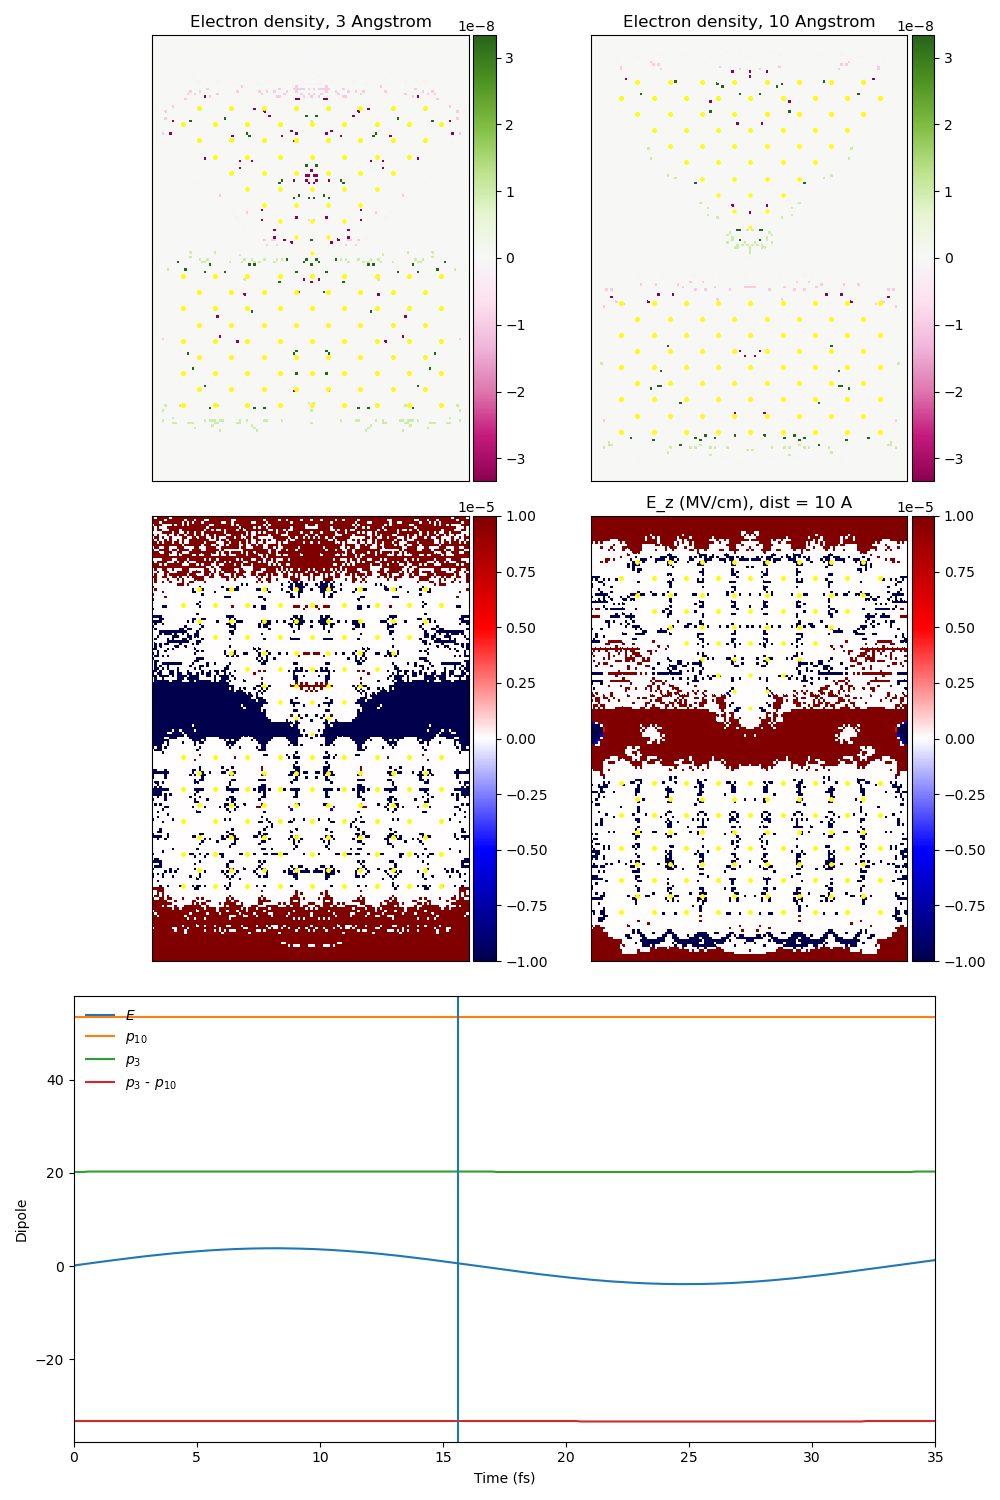 Electron density, 3 Angstrom
1e−8
3
2
1
0
−1
−2
−3
Electron density, 10 Angstrom
1e−8
3
2
1
0
−1
−2
−3
1e−5
1.00
0.75
0.50
0.25
0.00
−0.25
−0.50
−0.75
−1.00
E_z (MV/cm), dist = 10 A
1e−5
1.00
0.75
0.50
0.25
0.00
−0.25
−0.50
−0.75
−1.00
E
p10
p3
p3 - p10
40
20
0
−20
Dipole
0 5 10 15 20 25 30 35
Time (fs)